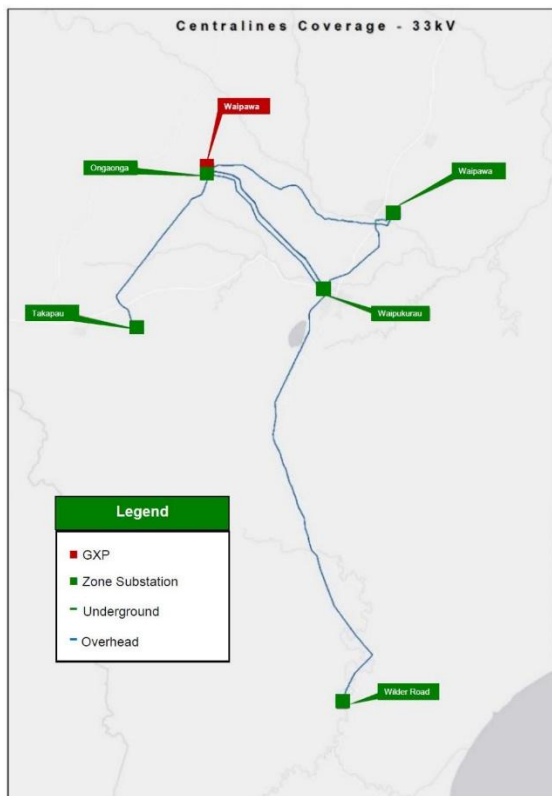 Centralines Coverage - 33kV
Waipawa
Ongaonga
Waipawa
Takapau
Waipukurau
Legend
GXP
Zone Substation
Underground
Overhead
Wilder Road